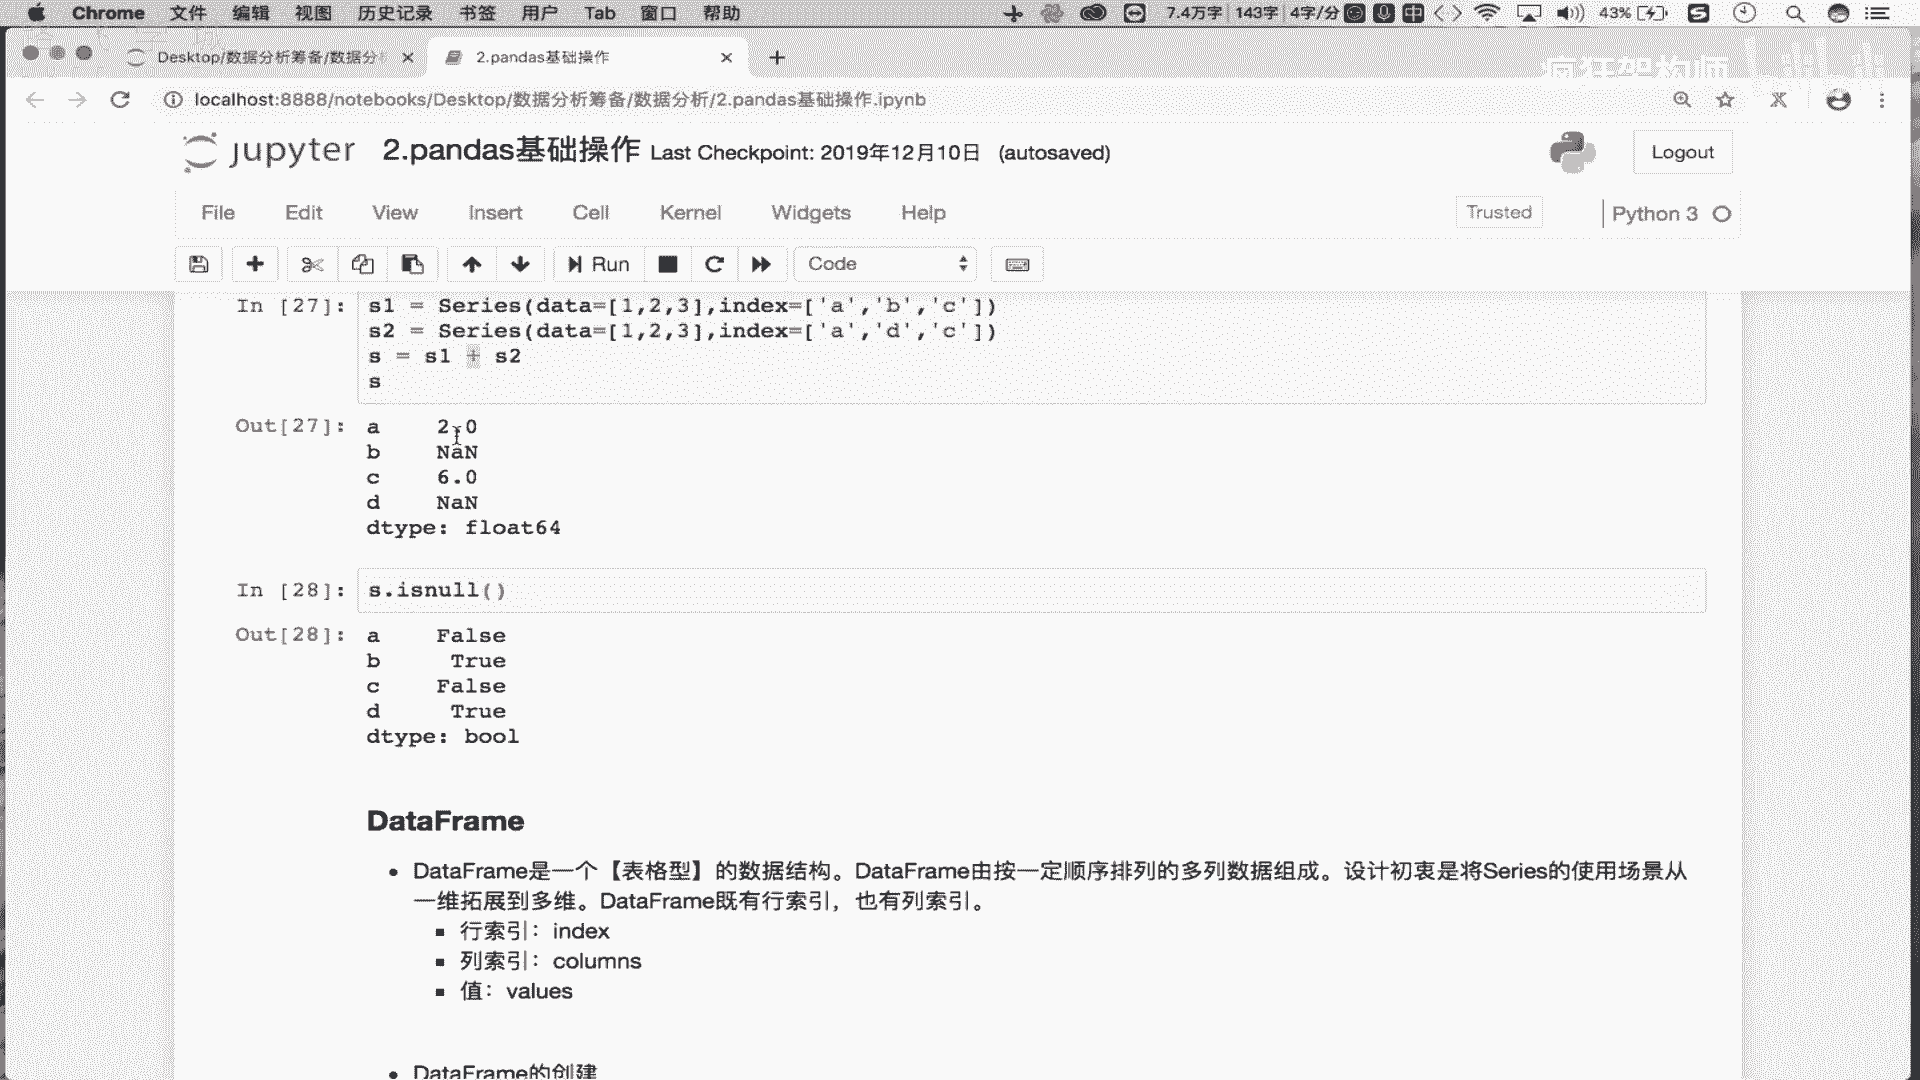 Chrome 文件 编辑 视图 历史记录 书签 用户 Tab 窗口 帮助 7.4万字 143字 4字/分 中 43%
Desktop/数据分析筹备/数据分 2.pandas基础操作
疯狂架构师
localhost:8888/notebooks/Desktop/数据分析筹备/数据分析/2.pandas基础操作.ipynb
jupyter 2.pandas基础操作 Last Checkpoint: 2019年12月10日 (autosaved) Logout
File Edit View Insert Cell Kernel Widgets Help Trusted Python 3
Run Code
In [27]: s1 = Series(data=[1,2,3],index=['a','b','c'])
s2 = Series(data=[1,2,3],index=['a','d','c'])
s = s1 + s2
s
Out[27]: a 2.0
b NaN
c 6.0
d NaN
dtype: float64
In [28]: s.isnull()
Out[28]: a False
b True
c False
d True
dtype: bool
DataFrame
DataFrame是一个【表格型】的数据结构。DataFrame由按一定顺序排列的多列数据组成。设计初衷是将Series的使用场景从
一维拓展到多维。DataFrame既有行索引，也有列索引。
行索引：index
列索引：columns
值：values
DataFrame的创建